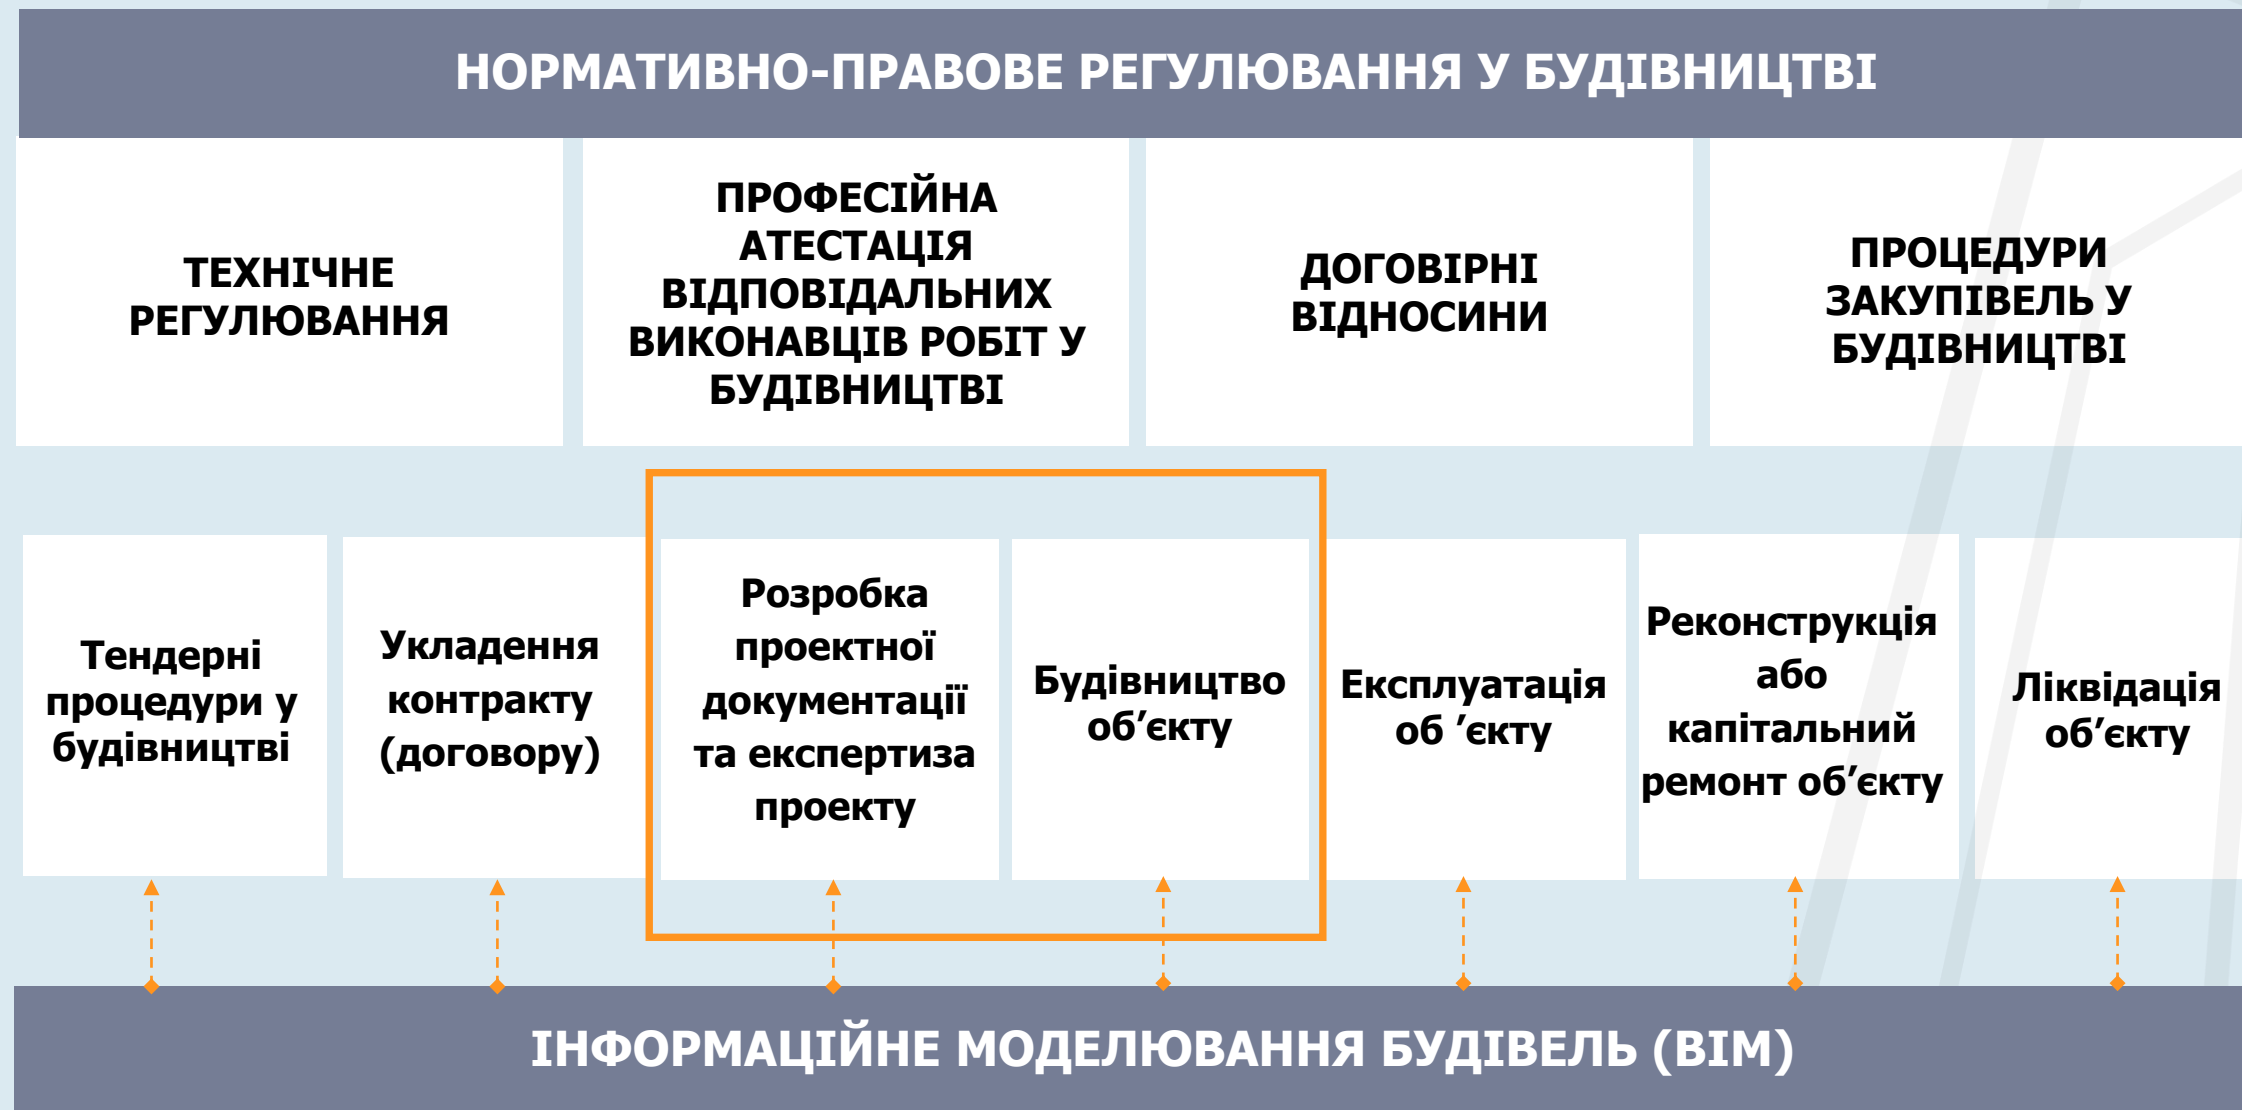 НОРМАТИВНО-ПРАВОВЕ РЕГУЛЮВАННЯ У БУДІВНИЦТВІ
ТЕХНІЧНЕ
РЕГУЛЮВАННЯ
ПРОФЕСІЙНА
АТЕСТАЦІЯ
ВІДПОВІДАЛЬНИХ
ВИКОНАВЦІВ РОБІТ У
БУДІВНИЦТВІ
ДОГОВІРНІ
ВІДНОСИНИ
ПРОЦЕДУРИ
ЗАКУПІВЕЛЬ У
БУДІВНИЦТВІ
Тендерні
процедури у
будівництві
Укладення
контракту
(договору)
Розробка
проектної
документації
та експертиза
проекту
Будівництво
об’єкту
Експлуатація
об ’єкту
Реконструкція
або
капітальний
ремонт об’єкту
Ліквідація
об’єкту
ІНФОРМАЦІЙНЕ МОДЕЛЮВАННЯ БУДІВЕЛЬ (BIM)